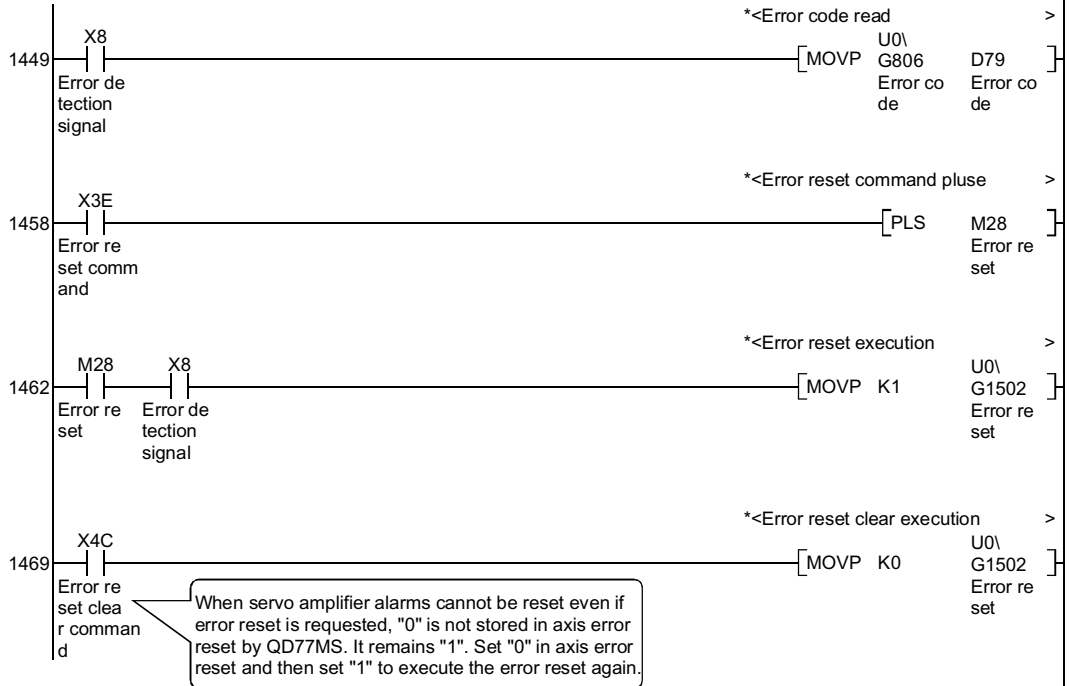 *<Error code read >
X8
U0\
1449
MOVP G806 D79
Error de
tection
signal
Error co
de
Error co
de
*<Error reset command pluse >
X3E
1458
PLS M28
Error re
set comm
and
Error re
set
*<Error reset execution >
M28 X8
U0\
1462
MOVP K1 G1502
Error re
set
Error de
tection
signal
Error re
set
*<Error reset clear execution >
X4C
U0\
1469
MOVP K0 G1502
Error re
set clea
r comman
d
Error re
set
When servo amplifier alarms cannot be reset even if
error reset is requested, "0" is not stored in axis error
reset by QD77MS. It remains "1". Set "0" in axis error
reset and then set "1" to execute the error reset again.